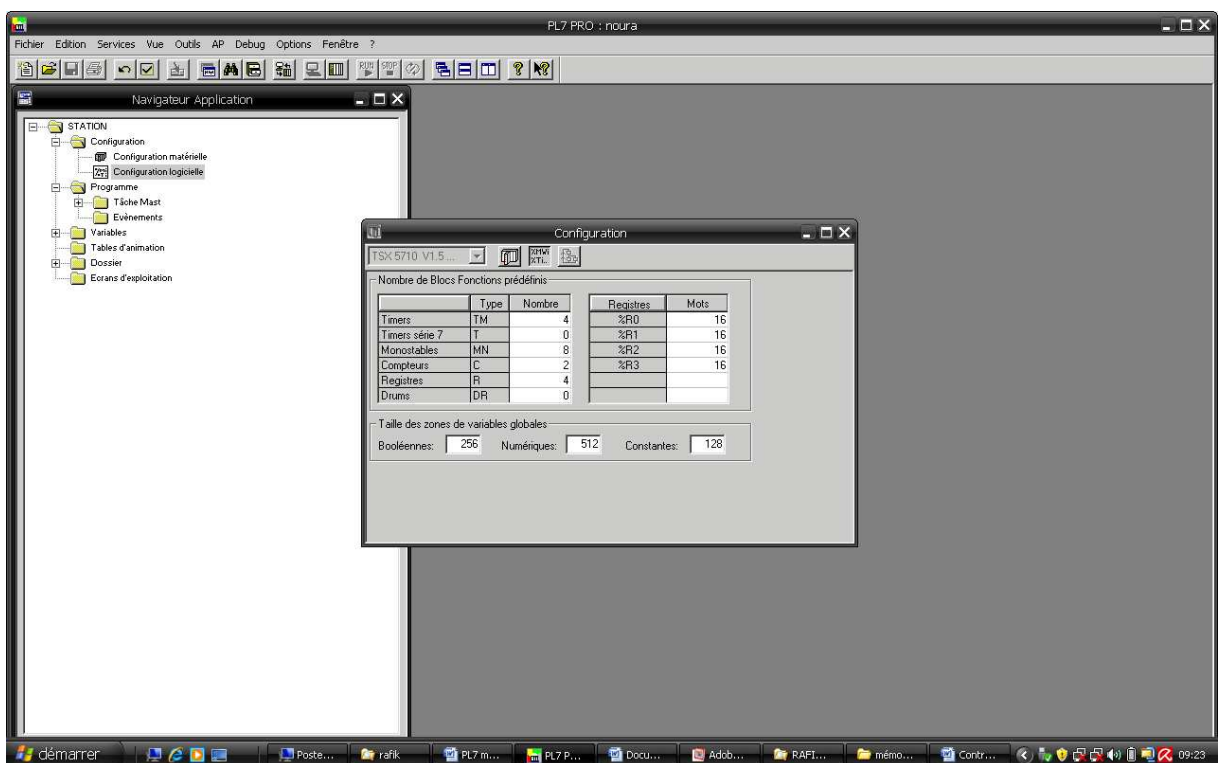 PL7 PRO : noura
Fichier Edition Services Vue Outils AP Debug Options Fenêtre ?
RUN STOP
Navigateur Application
STATION
Configuration
Configuration matérielle
Configuration logicielle
Programme
Tâche Mast
Evènements
Variables
Tables d'animation
Dossier
Ecrans d'exploitation
Configuration
TSX 5710 V1.5 ...
Nombre de Blocs Fonctions prédéfinis
Type Nombre Registres Mots
Timers TM 4 %R0 16
Timers série 7 T 0 %R1 16
Monostables MN 8 %R2 16
Compteurs C 2 %R3 16
Registres R 4
Drums DR 0
Taille des zones de variables globales
Booléennes: 256 Numériques: 512 Constantes: 128
démarrer Poste... rafik PL7 m... PL7 P... Docu... Adob... RAFI... mémo... Contr... 09:23